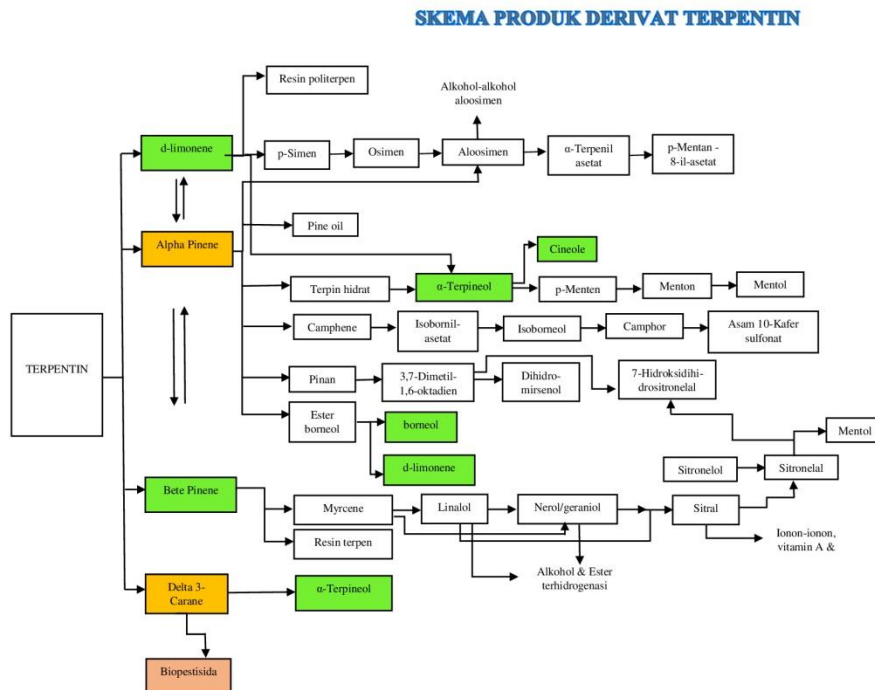 SKEMA PRODUK DERIVAT TERPENTIN
Resin politerpen
Alkohol-alkohol
aloosimen
d-limonene
p-Simen
Osimen
Aloosimen
α-Terpenil
asetat
p-Mentan -
8-il-asetat
Alpha Pinene
Pine oil
Cineole
Terpin hidrat
α-Terpineol
p-Menten
Menton
Mentol
Camphene
Isobornil-
asetat
Isoborneol
Camphor
Asam 10-Kafer
sulfonat
TERPENTIN
Pinan
3,7-Dimetil-
1,6-oktadien
Dihidro-
mirsenol
7-Hidroksidihi-
drositronelal
Ester
borneol
borneol
Mentol
d-limonene
Sitronelol
Sitronelal
Bete Pinene
Myrcene
Linalol
Nerol/geraniol
Sitral
Resin terpen
Ionon-ionon,
vitamin A &
Alkohol & Ester
terhidrogenasi
Delta 3-
Carane
α-Terpineol
Biopestisida